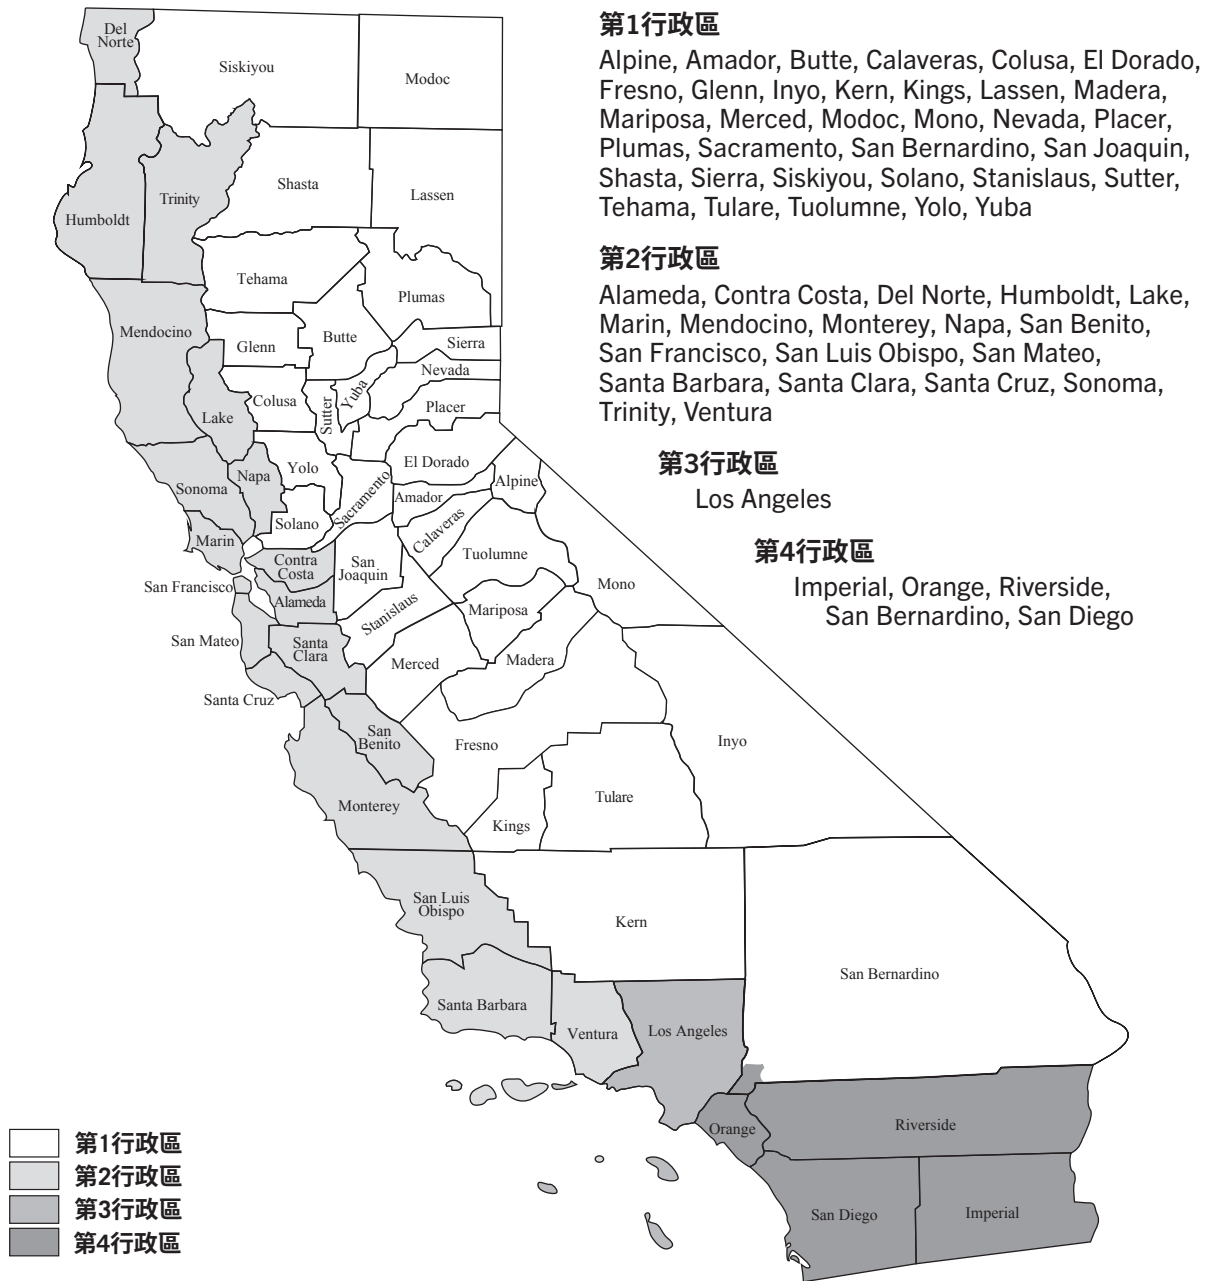 第1行政區
Alpine, Amador, Butte, Calaveras, Colusa, El Dorado,
Fresno, Glenn, Inyo, Kern, Kings, Lassen, Madera,
Mariposa, Merced, Modoc, Mono, Nevada, Placer,
Plumas, Sacramento, San Bernardino, San Joaquin,
Shasta, Sierra, Siskiyou, Solano, Stanislaus, Sutter,
Tehama, Tulare, Tuolumne, Yolo, Yuba
第2行政區
Alameda, Contra Costa, Del Norte, Humboldt, Lake,
Marin, Mendocino, Monterey, Napa, San Benito,
San Francisco, San Luis Obispo, San Mateo,
Santa Barbara, Santa Clara, Santa Cruz, Sonoma,
Trinity, Ventura
第3行政區
Los Angeles
第4行政區
Imperial, Orange, Riverside,
San Bernardino, San Diego
Del
Norte
Siskiyou
Modoc
Humboldt
Trinity
Shasta
Lassen
Tehama
Plumas
Mendocino
Glenn
Butte
Sierra
Nevada
Lake
Colusa
Sutter
Yuba
Placer
Sonoma
Napa
Yolo
Sacramento
El Dorado
Alpine
Amador
Solano
Calaveras
Marin
Contra
Costa
San
Joaquin
Tuolumne
Mono
San Francisco
Alameda
Stanislaus
Mariposa
San Mateo
Santa
Clara
Merced
Madera
Santa Cruz
San
Benito
Fresno
Inyo
Monterey
Kings
Tulare
San Luis
Obispo
Kern
San Bernardino
Santa Barbara
Ventura
Los Angeles
Orange
Riverside
San Diego
Imperial
第1行政區
第2行政區
第3行政區
第4行政區